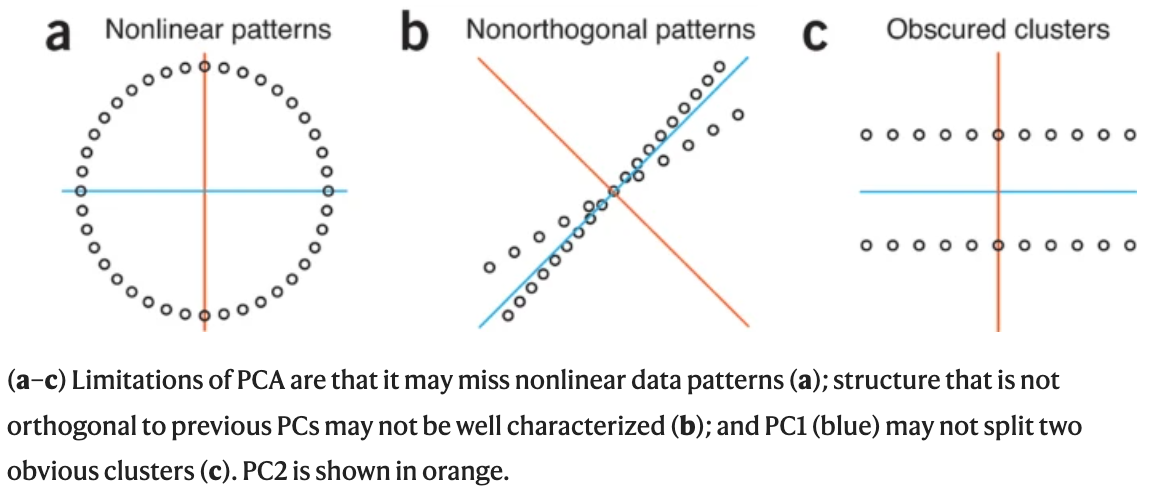 a Nonlinear patterns
b Nonorthogonal patterns
c Obscured clusters
(a–c) Limitations of PCA are that it may miss nonlinear data patterns (a); structure that is not
orthogonal to previous PCs may not be well characterized (b); and PC1 (blue) may not split two
obvious clusters (c). PC2 is shown in orange.